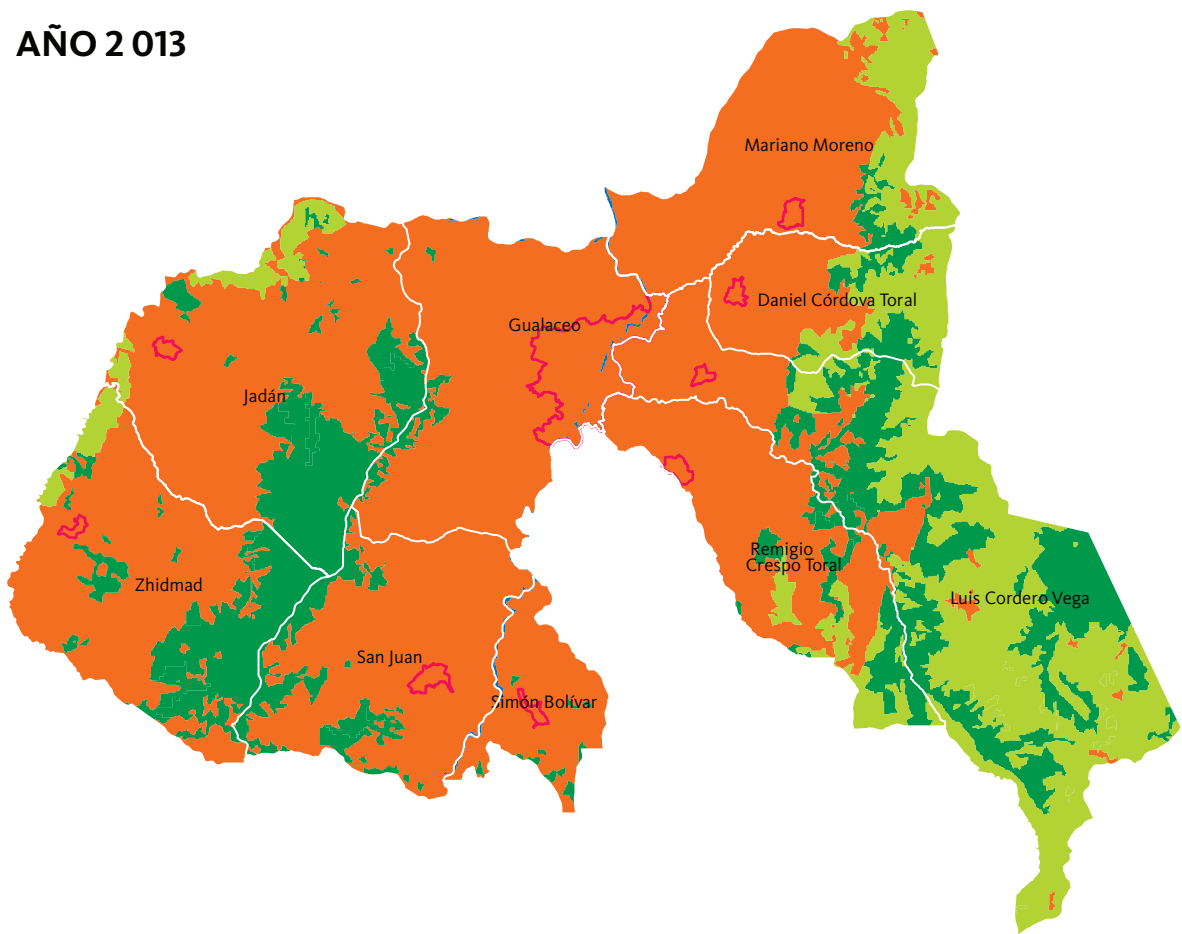 AÑO 2 013
Mariano Moreno
Daniel Córdova Toral
Gualaceo
Jadán
Remigio
Crespo Toral
Zhidmad
Luis Cordero Vega
San Juan
Simón Bolívar